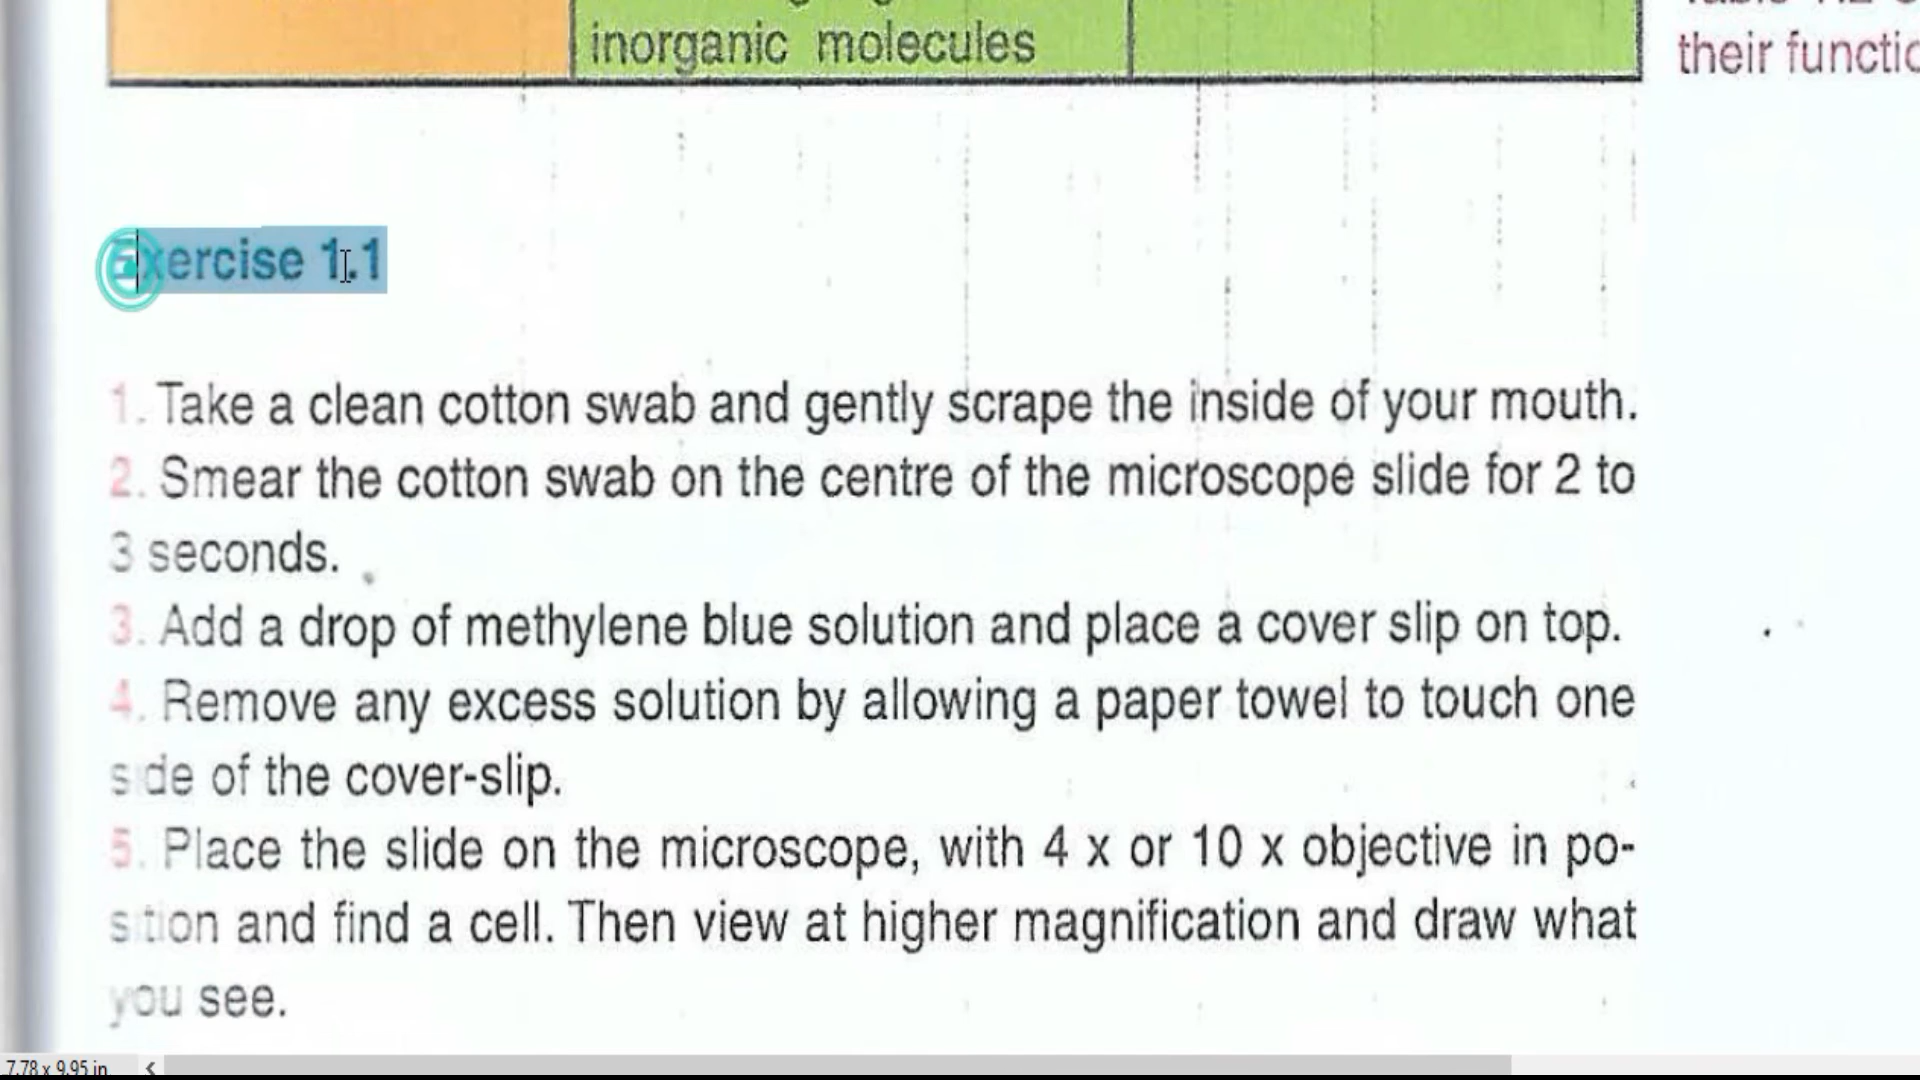 inorganic molecules
their functio
Exercise 1.1
1. Take a clean cotton swab and gently scrape the inside of your mouth.
2. Smear the cotton swab on the centre of the microscope slide for 2 to
3 seconds.
3. Add a drop of methylene blue solution and place a cover slip on top.
4. Remove any excess solution by allowing a paper towel to touch one
side of the cover-slip.
5. Place the slide on the microscope, with 4 x or 10 x objective in po-
sition and find a cell. Then view at higher magnification and draw what
you see.
7.78 x 9.95 in